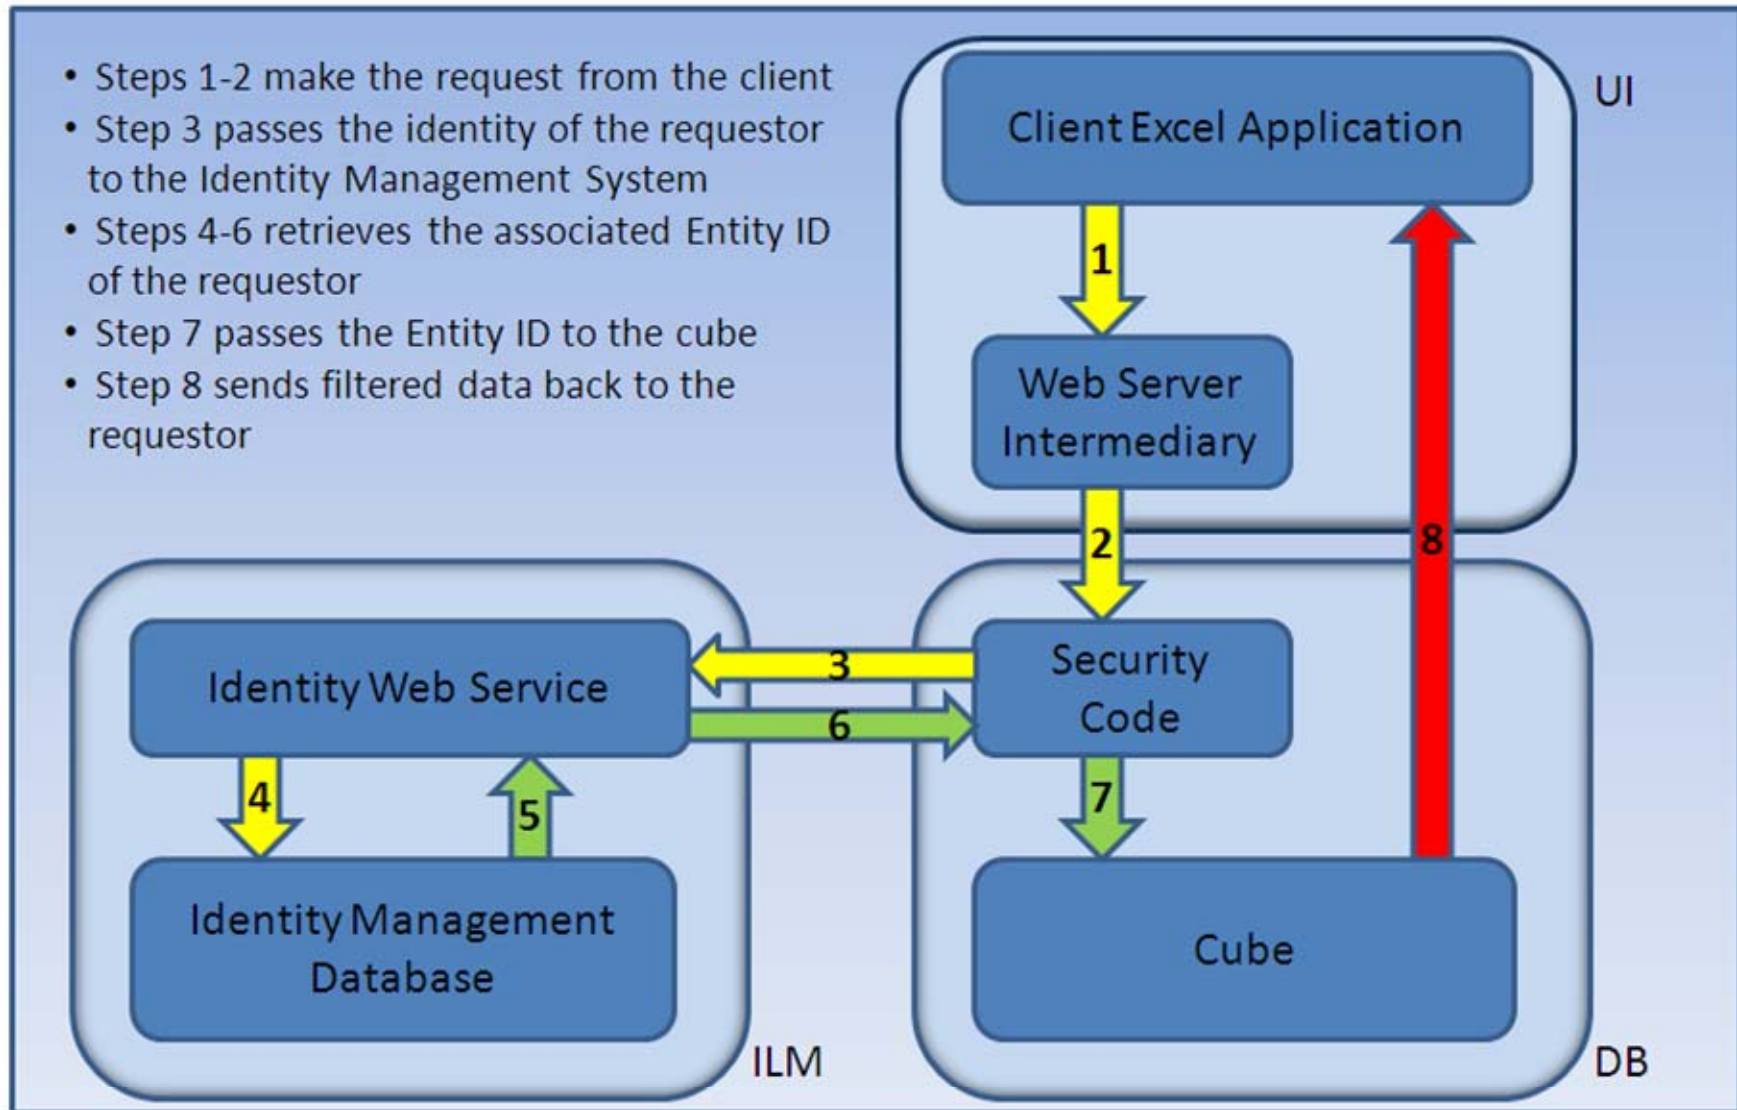 • Steps 1-2 make the request from the client
• Step 3 passes the identity of the requestor
to the Identity Management System
• Steps 4-6 retrieves the associated Entity ID
of the requestor
• Step 7 passes the Entity ID to the cube
• Step 8 sends filtered data back to the
requestor
UI
Client Excel Application
1
Web Server
Intermediary
2
8
Identity Web Service
3
6
Security
Code
4
5
7
Identity Management
Database
Cube
ILM
DB